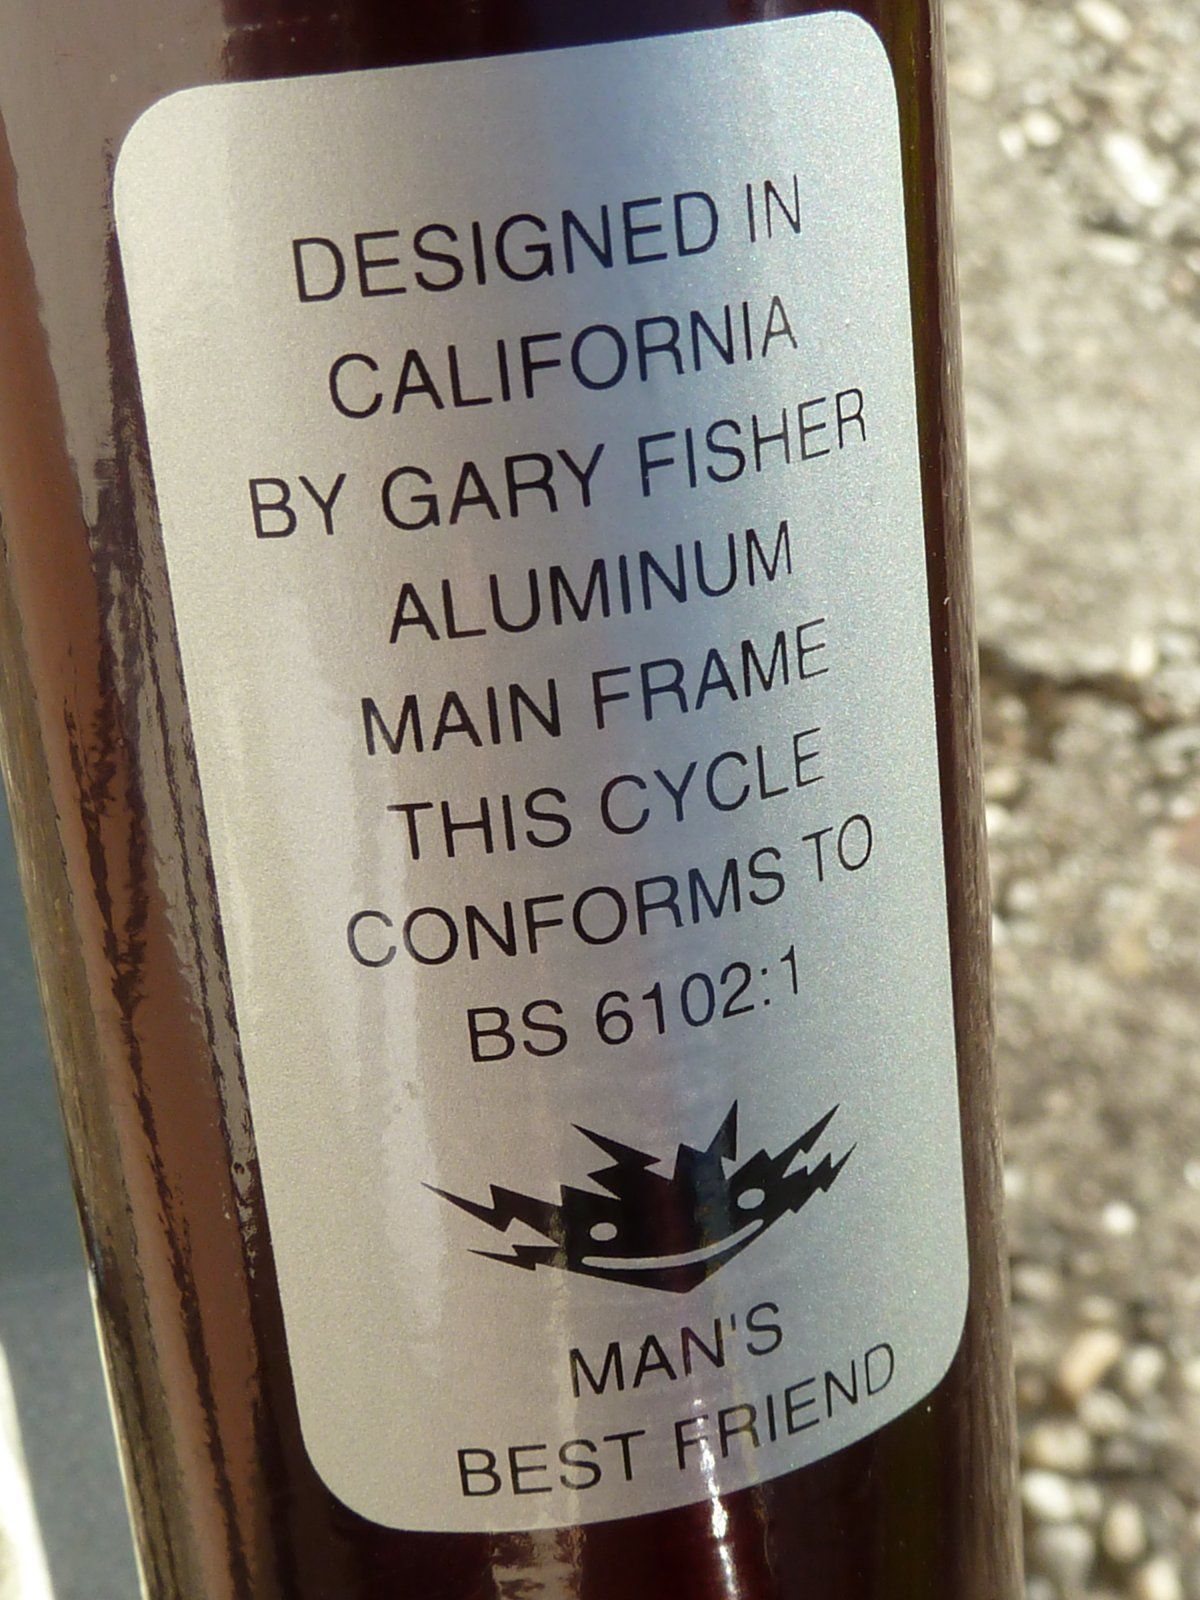 DESIGNED IN
CALIFORNIA
BY GARY FISHER
ALUMINUM
MAIN FRAME
THIS CYCLE
CONFORMS TO
BS 6102:1
MAN'S
BEST FRIEND